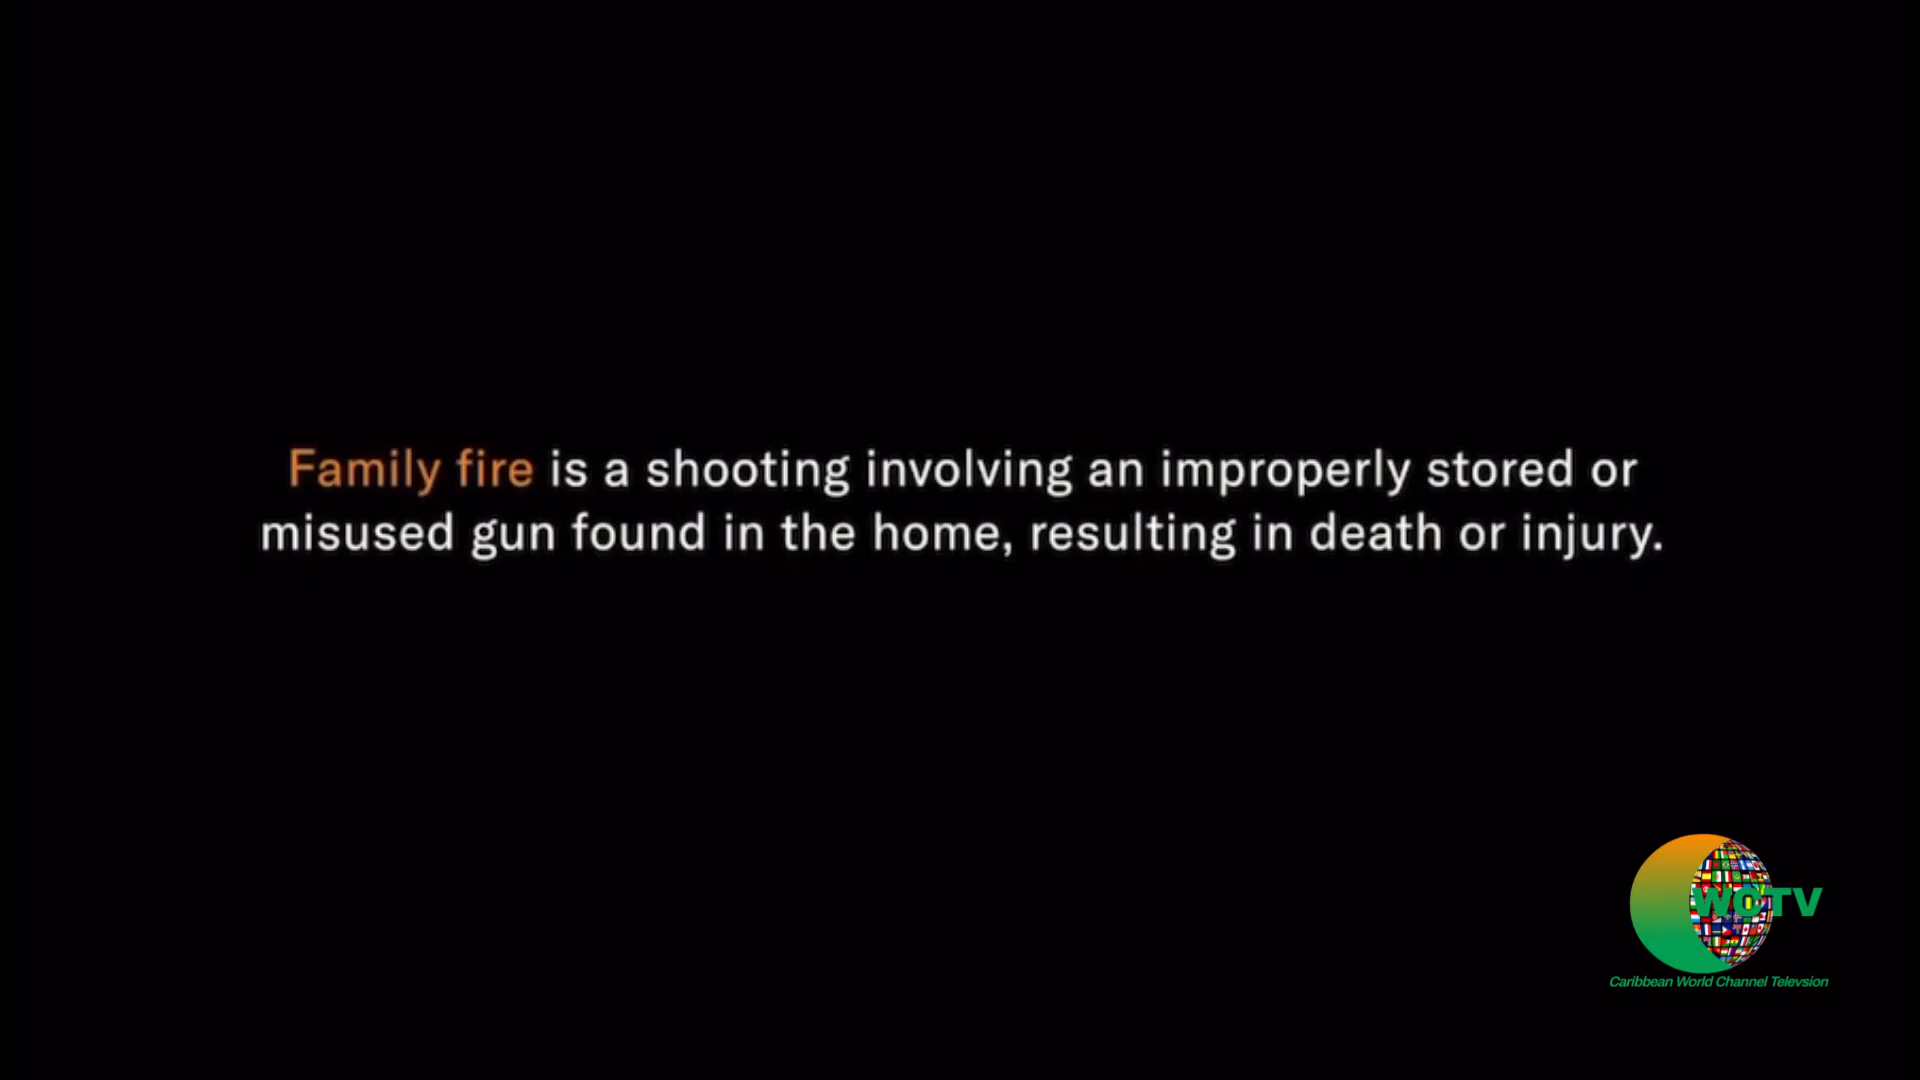 Family fire is a shooting involving an improperly stored or
misused gun found in the home, resulting in death or injury.
WCTV
Caribbean World Channel Televsion